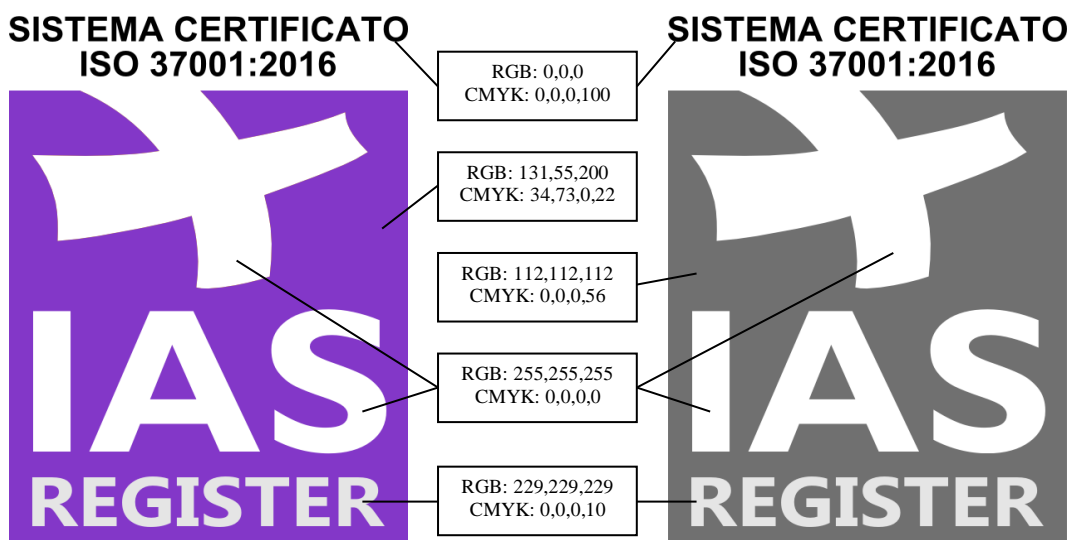 SISTEMA CERTIFICATO
ISO 37001:2016
IAS
REGISTER
RGB: 0,0,0
CMYK: 0,0,0,100
RGB: 131,55,200
CMYK: 34,73,0,22
RGB: 112,112,112
CMYK: 0,0,0,56
RGB: 255,255,255
CMYK: 0,0,0,0
RGB: 229,229,229
CMYK: 0,0,0,10
SISTEMA CERTIFICATO
ISO 37001:2016
IAS
REGISTER